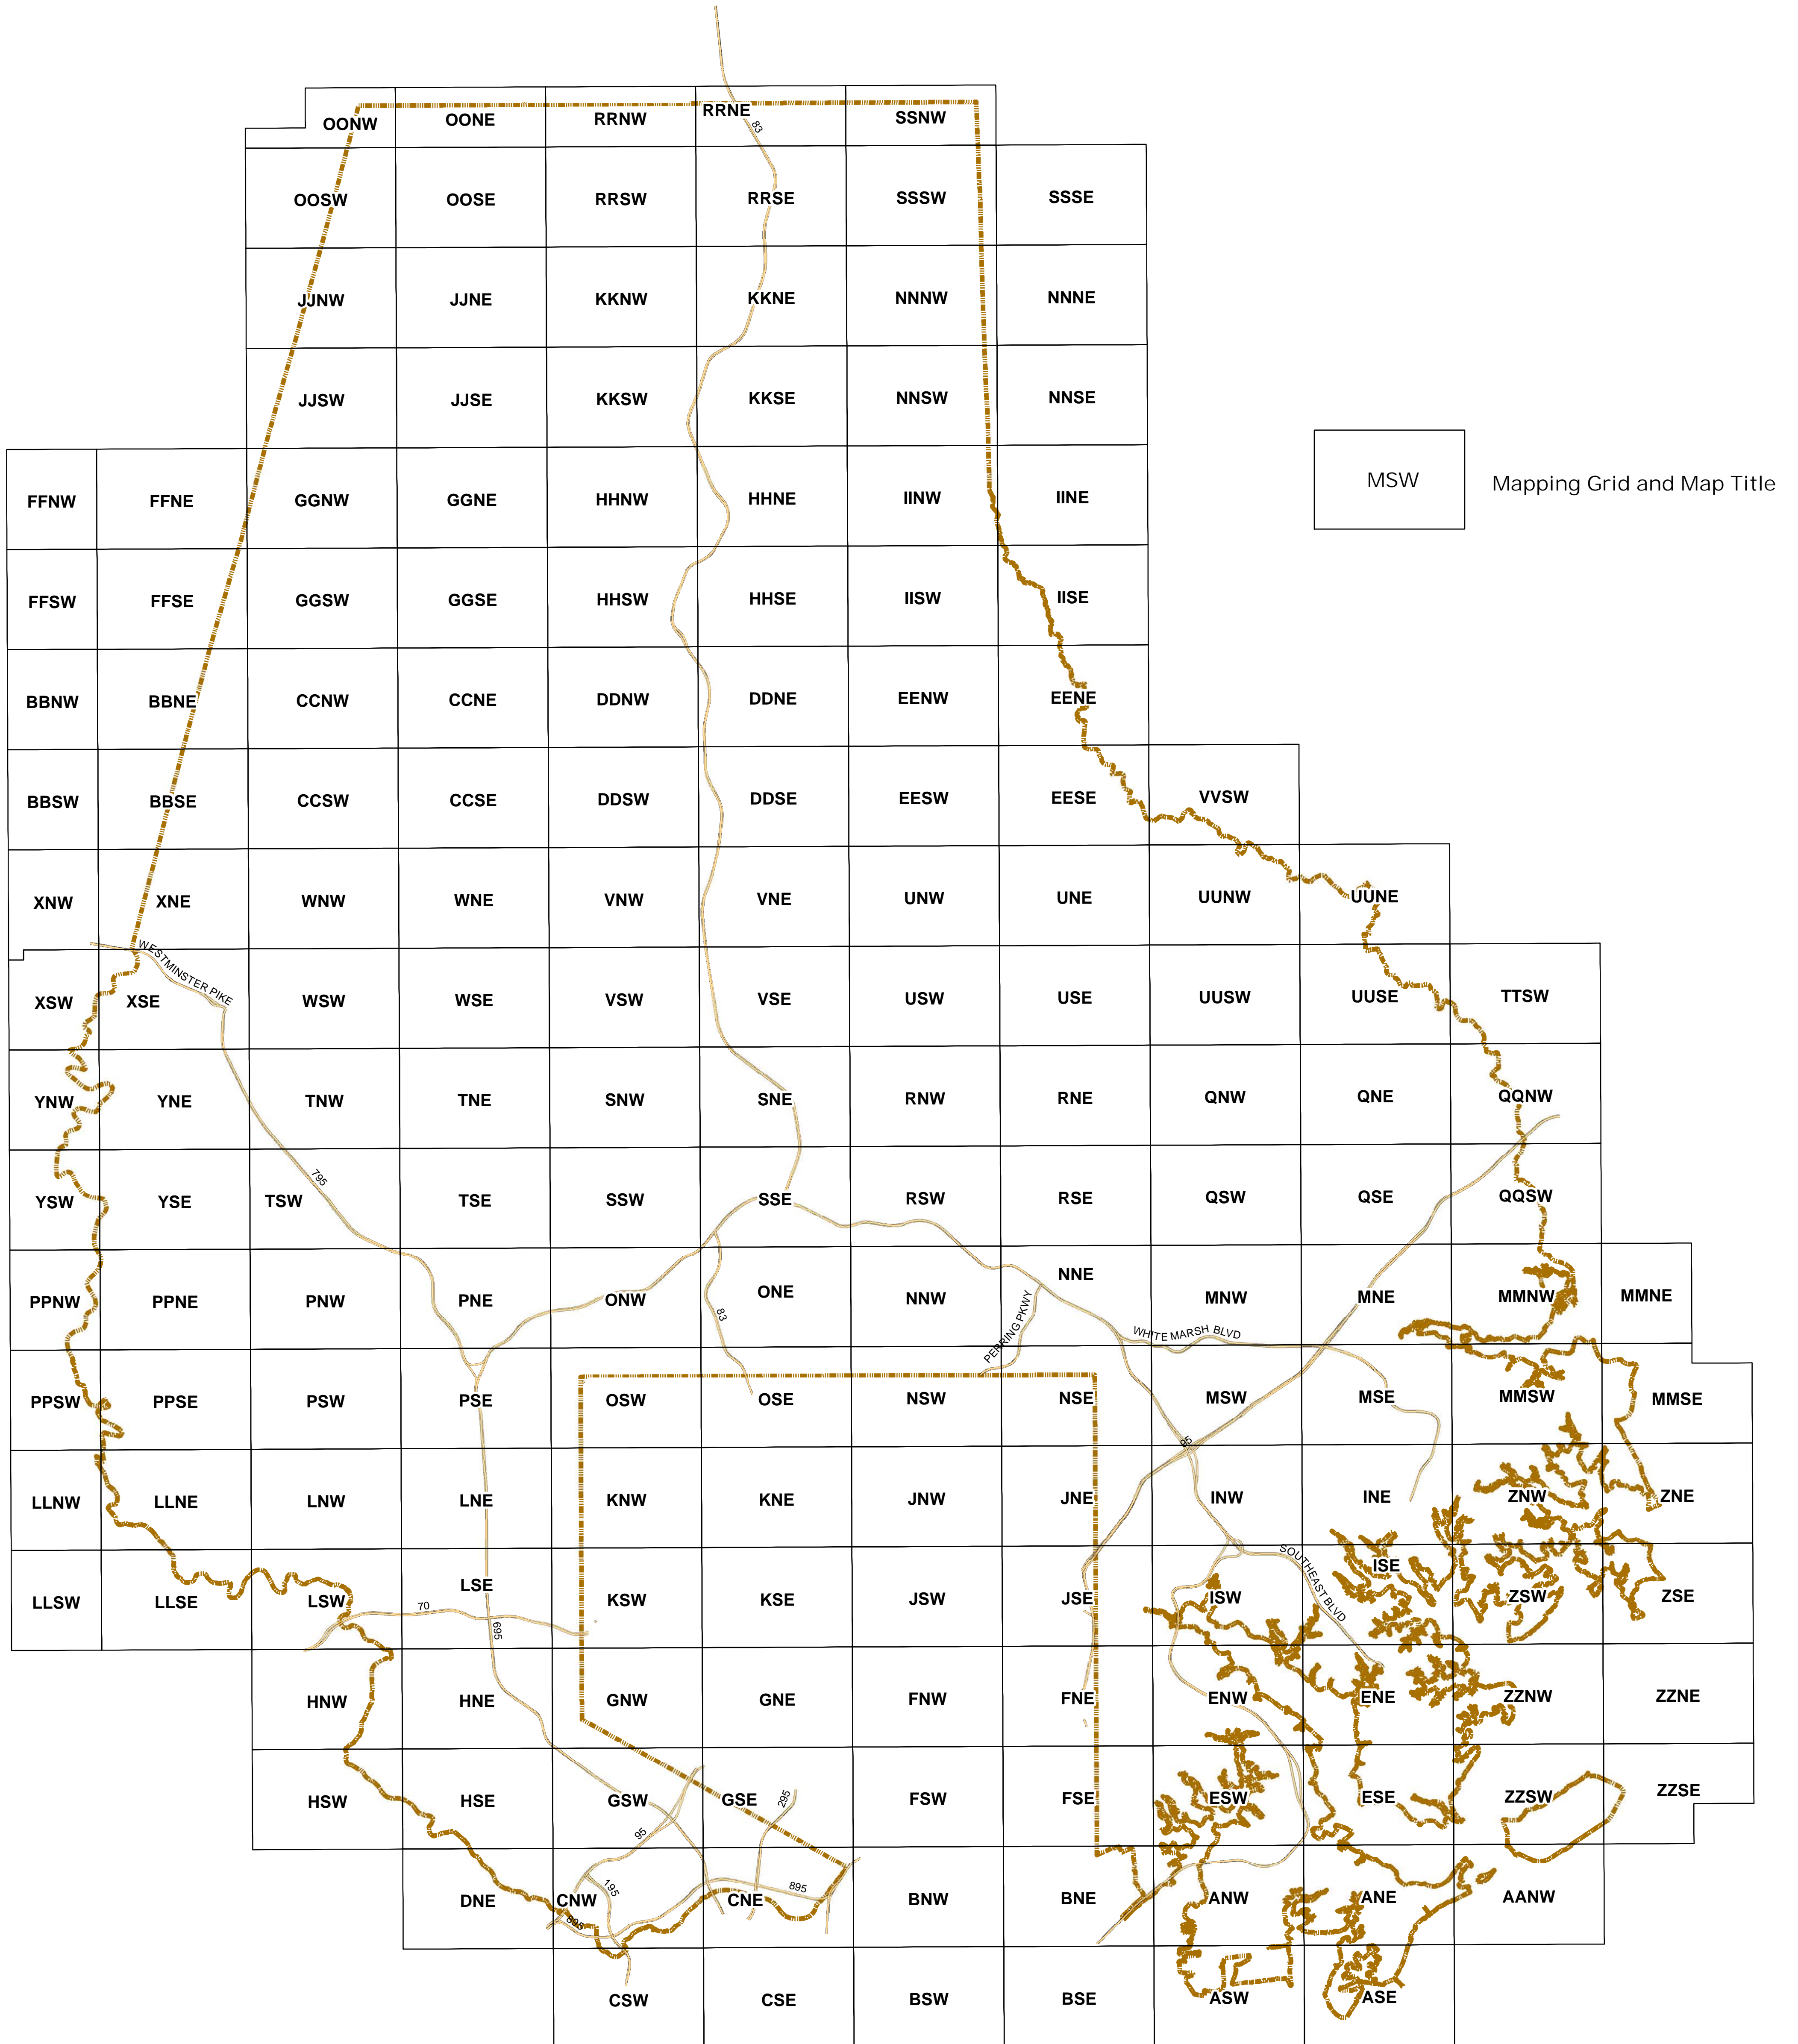 RRNE
OONW OONE RRNW SSNW
83
OOSW OOSE RRSW RRSE SSSW SSSE
JJNW JJNE KKNW KKNE NNNW NNNE
JJSW JJSE KKSW KKSE NNSW NNSE
MSW Mapping Grid and Map Title
FFNW FFNE GGNW GGNE HHNW HHNE IINW IINE
FFSW FFSE GGSW GGSE HHSW HHSE IISW IISE
BBNW BBNE CCNW CCNE DDNW DDNE EENW EENE
BBSW BBSE CCSW CCSE DDSW DDSE EESW EESE VVSW
XNW XNE WNW WNE VNW VNE UNW UNE UUNW UUNE
WESTMINSTER PIKE
XSW XSE WSW WSE VSW VSE USW USE UUSW UUSE TTSW
YNW YNE TNW TNE SNW SNE RNW RNE QNW QNE QQNW
795
YSW YSE TSW TSE SSW SSE RSW RSE QSW QSE QQSW
PPNW PPNE PNW PNE ONW ONE NNW NNE MNW MNE MMNW MMNE
83
PERRING PKWY
WHITE MARSH BLVD
PPSW PPSE PSW PSE OSW OSE NSW NSE MSW MSE MMSW MMSE
95
LLNW LLNE LNW LNE KNW KNE JNW JNE INW INE ZNW ZNE
SOUTHEAST BLVD
LLSW LLSE LSW LSE KSW KSE JSW JSE ISW ISE ZSW ZSE
70
695
HNW HNE GNW GNE FNW FNE ENW ENE ZZNW ZZNE
HSW HSE GSW GSE FSW FSE ESW ESE ZZSW ZZSE
295
95
195
895
895
DNE CNW CNE BNW BNE ANW ANE AANW
CSW CSE BSW BSE ASW ASE